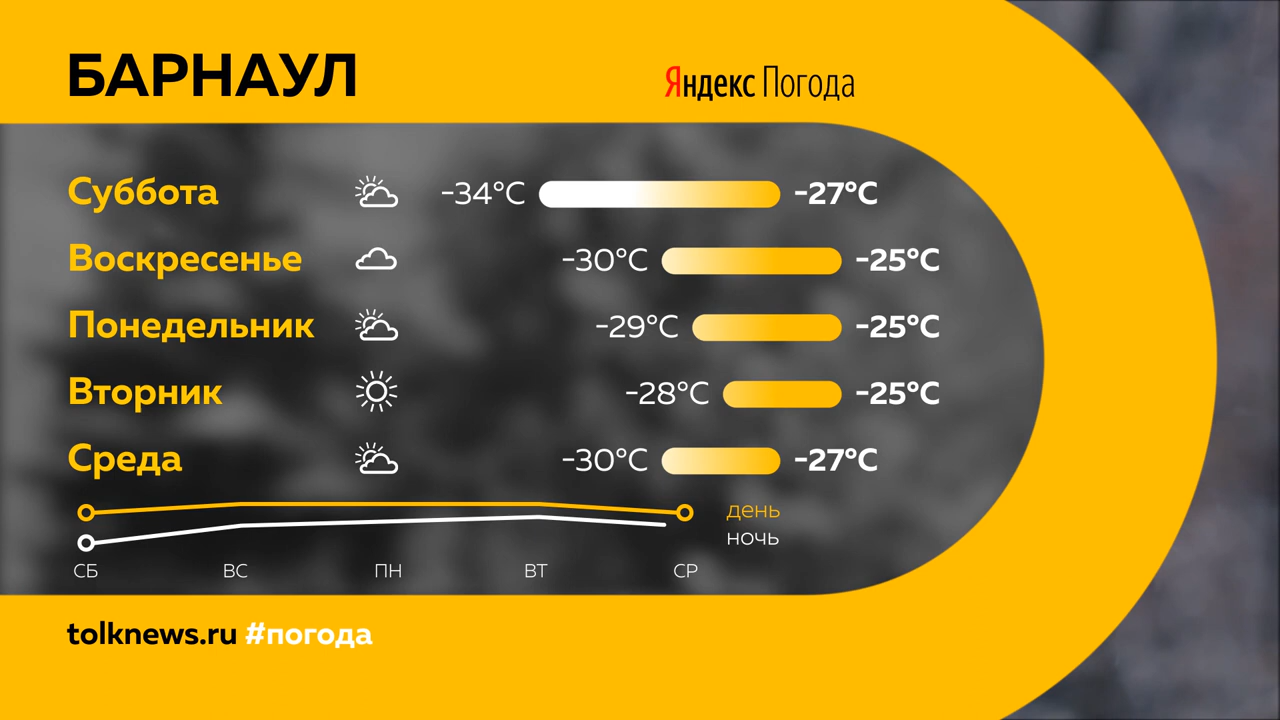 БАРНАУЛ
Яндекс Погода
Суббота -34°C -27°C
Воскресенье -30°C -25°C
Понедельник -29°C -25°C
Вторник -28°C -25°C
Среда -30°C -27°C
день
ночь
СБ ВС ПН ВТ СР
tolknews.ru #погода